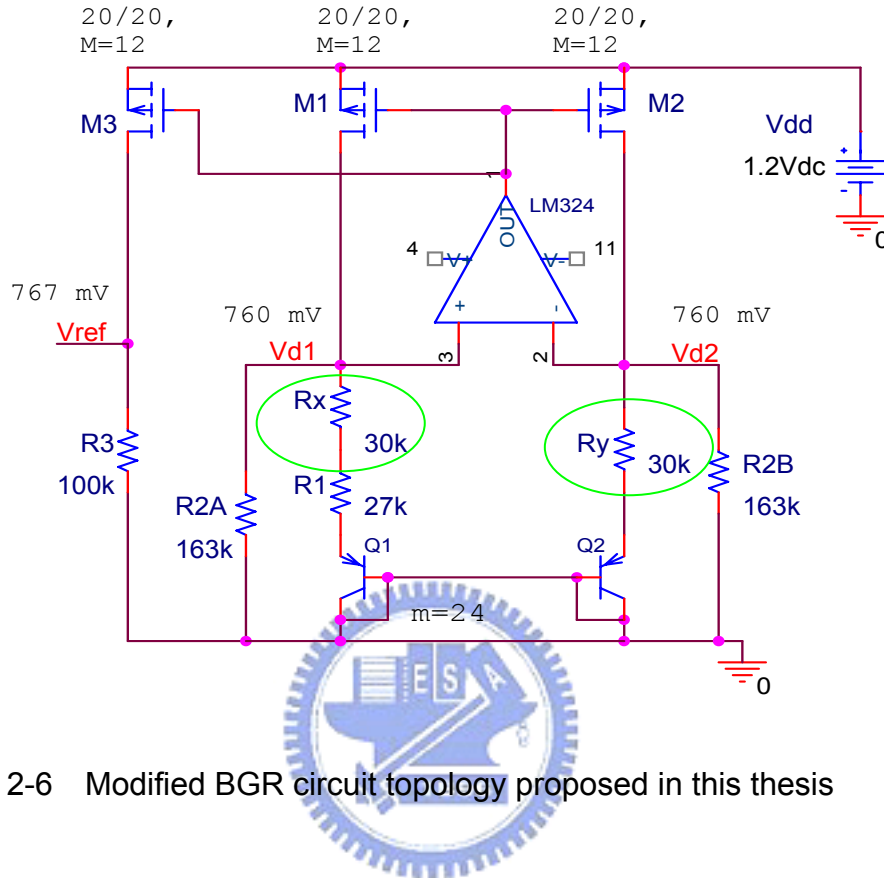 20/20,
M=12
20/20,
M=12
20/20,
M=12
M3
M1
M2
Vdd
1.2Vdc
+
-
0
1
OUT
LM324
4
V+
V-
11
+
-
3
2
767 mV
Vref
760 mV
Vd1
760 mV
Vd2
Rx
30k
Ry
30k
R3
100k
R2A
163k
R1
27k
R2B
163k
Q1
Q2
m=24
0
E S A
2-6 Modified BGR circuit topology proposed in this thesis